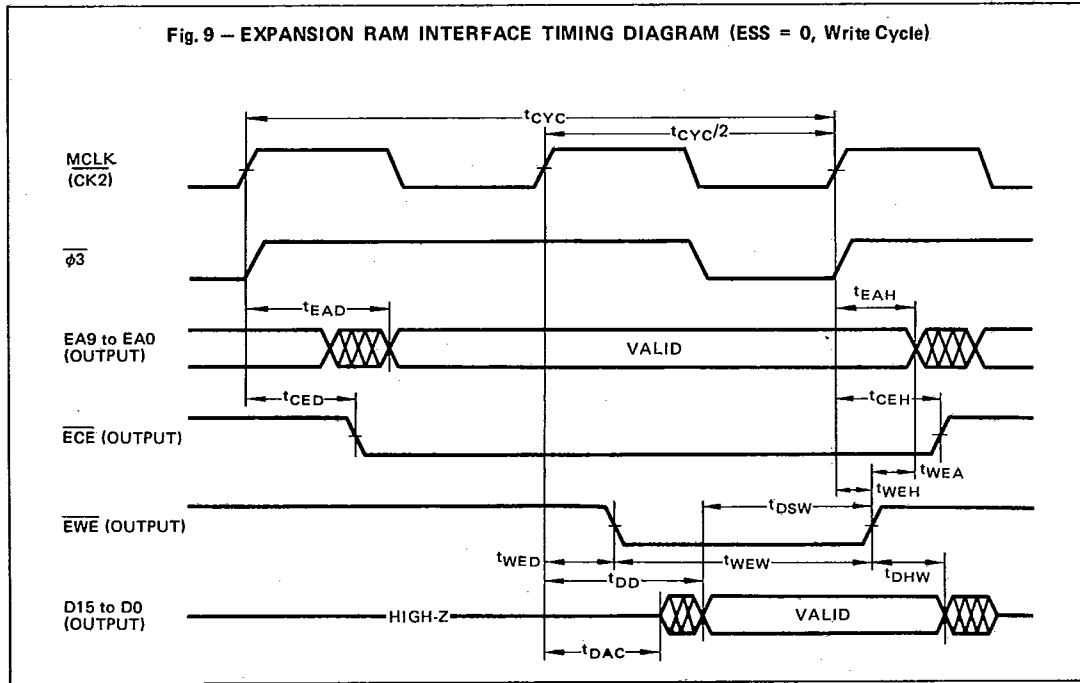 Fig. 9 – EXPANSION RAM INTERFACE TIMING DIAGRAM (ESS = 0, Write Cycle)
tCYC
tCYC/2
MCLK
(CK2)
φ3
tEAD
tEAH
EA9 to EA0
(OUTPUT)
VALID
tCED
tCEH
ECE (OUTPUT)
tWEA
tWEH
tDSW
EWE (OUTPUT)
tWED
tWEW
tDD
tDHW
D15 to D0
(OUTPUT)
HIGH-Z
VALID
tDAC